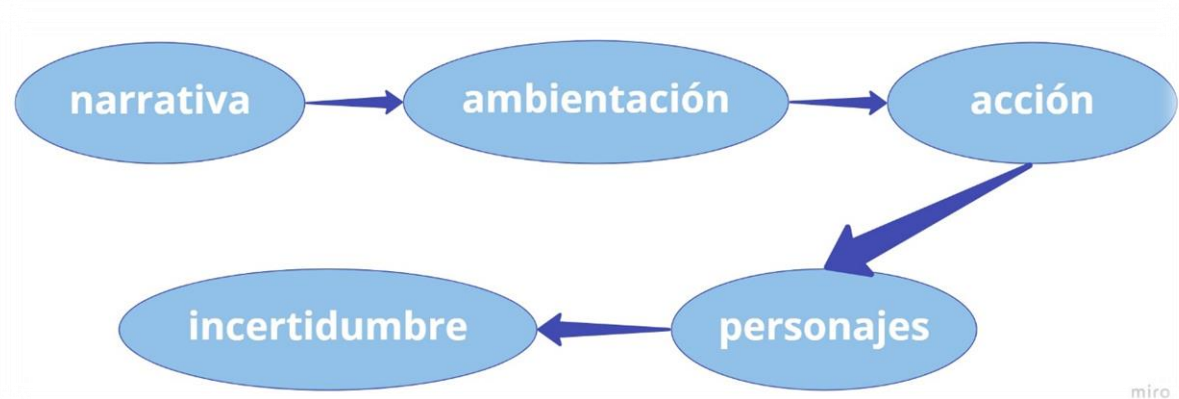 narrativa
ambientación
acción
personajes
incertidumbre
miro